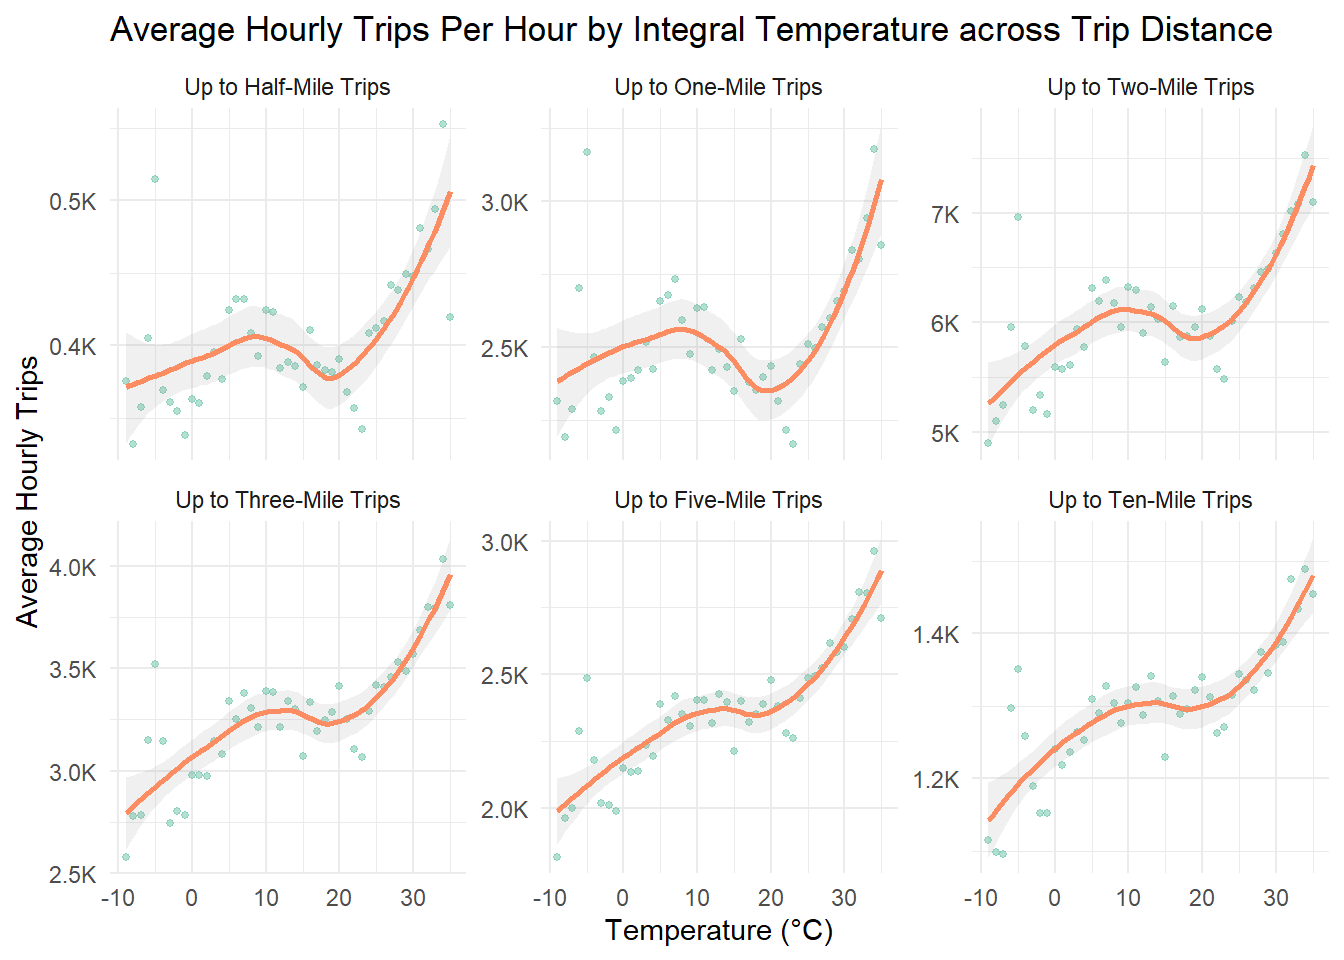 Average Hourly Trips Per Hour by Integral Temperature across Trip Distance
Up to Half-Mile Trips
Up to One-Mile Trips
Up to Two-Mile Trips
0.5K
0.4K
3.0K
2.5K
7K
6K
5K
Average Hourly Trips
Up to Three-Mile Trips
Up to Five-Mile Trips
Up to Ten-Mile Trips
4.0K
3.5K
3.0K
2.5K
3.0K
2.5K
2.0K
1.4K
1.2K
-10 0 10 20 30
-10 0 10 20 30
-10 0 10 20 30
Temperature (°C)